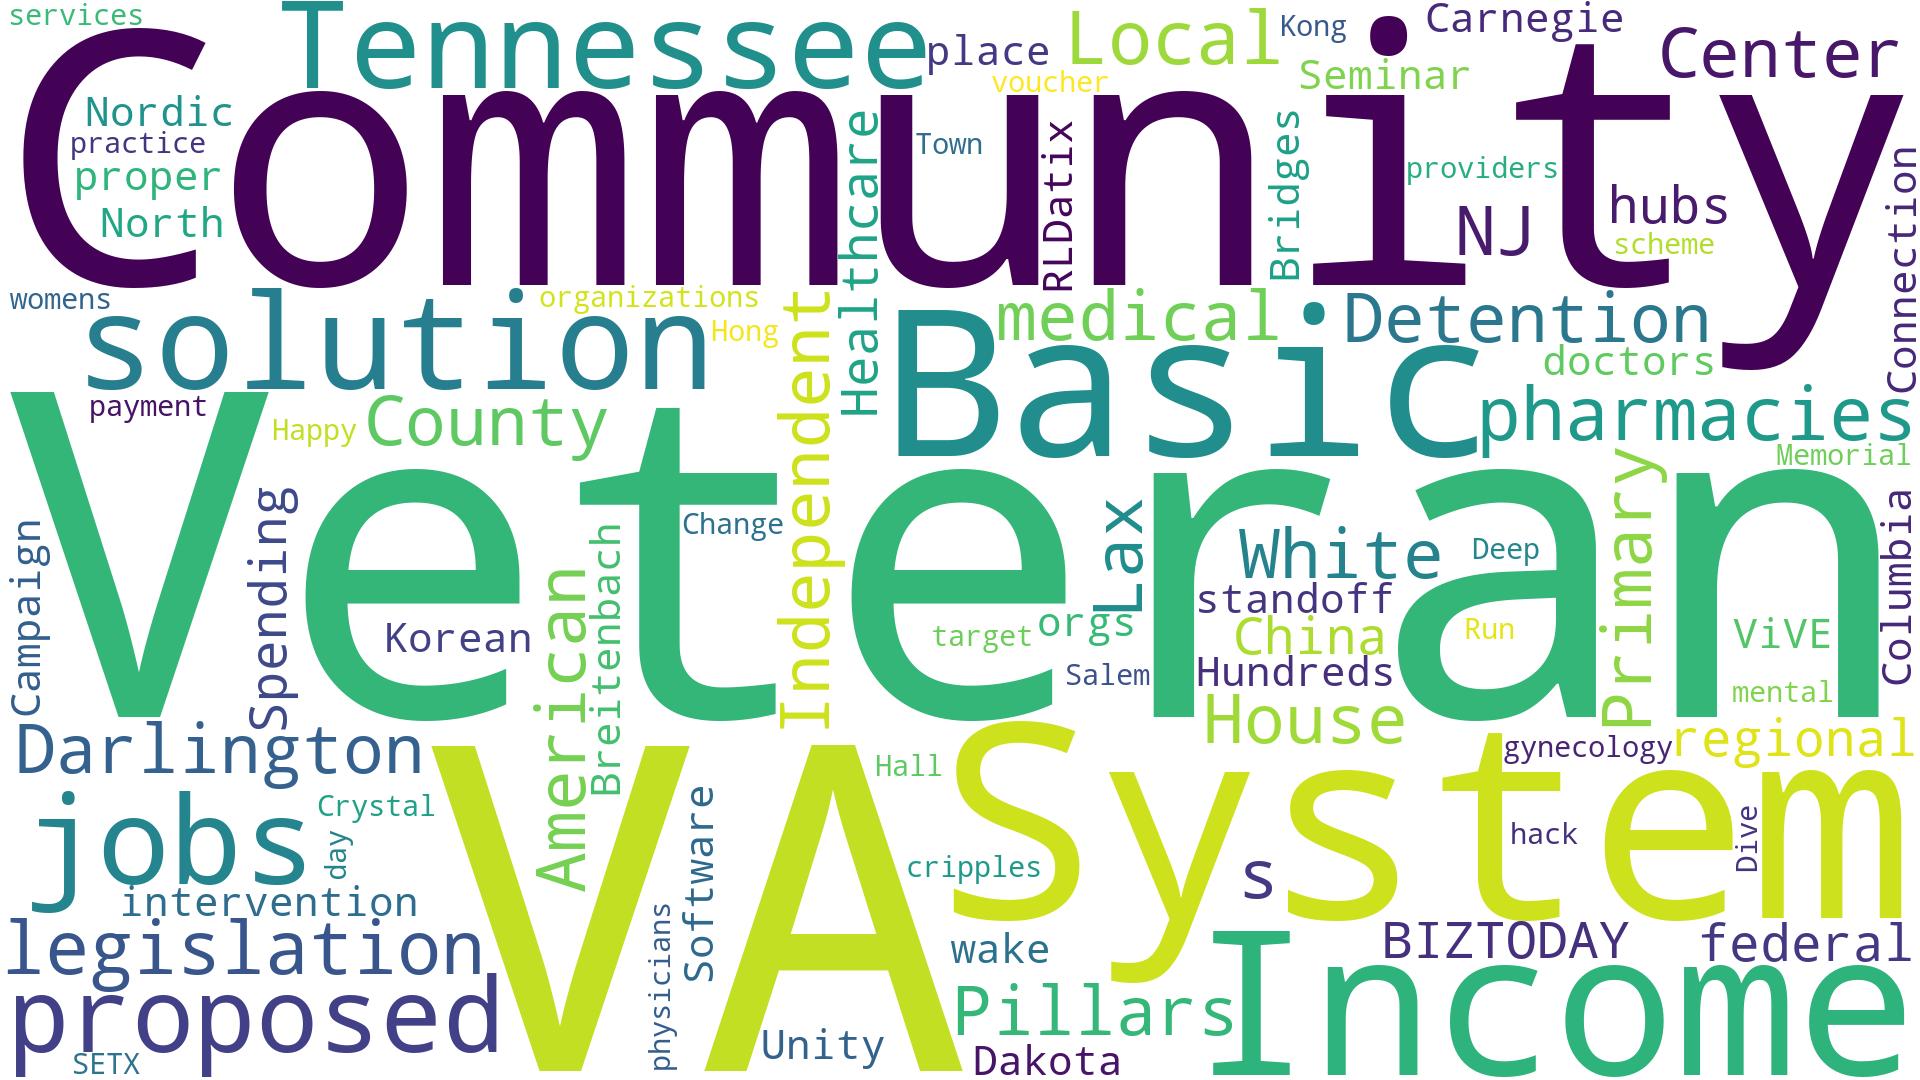 services
Tennessee
place
Local
Kong
Carnegie
Center
Community
voucher
Seminar
Nordic
practice
proper
North
Healthcare
Town
RLDatix
Bridges
providers
NJ
hubs
scheme
Connection
womens
solution
organizations
Hong
Independent
medical
Basic
Detention
doctors
pharmacies
payment
Happy
County
Memorial
Veteran
Campaign
Spending
Korean
American
Breitenbach
Change
Lax
White
Deep
standoff
target
orgs
China
Run
Primary
ViVE
Columbia
Salem
Hundreds
mental
House
Darlington
gynecology
regional
VA
Hall
System
jobs
Crystal
day
Software
cripples
s
hack
Dive
intervention
legislation
physicians
wake
BIZTODAY
federal
Income
proposed
Pillars
Unity
SETX
Dakota